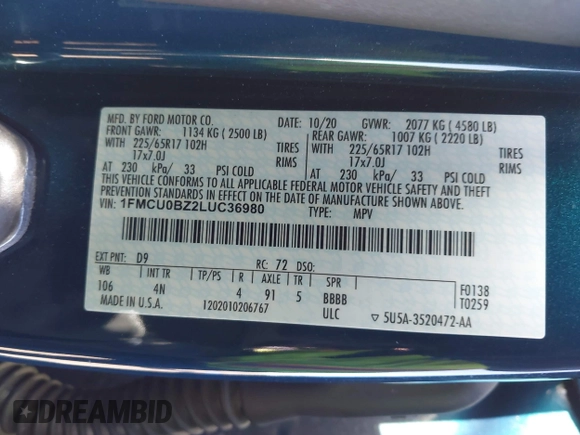 MFD. BY FORD MOTOR CO. 10/20 GVWR: 2077 KG ( 4580 LB)
FRONT GAWR: 1134 KG ( 2500 LB) REAR GAWR: 1007 KG ( 2220 LB)
WITH 225/65R17 102H TIRES WITH 225/65R17 102H TIRES
17x7.0J RIMS 17x7.0J RIMS
AT 230 kPa/ 33 PSI COLD AT 230 kPa/ 33 PSI COLD
THIS VEHICLE CONFORMS TO ALL APPLICABLE FEDERAL MOTOR VEHICLE SAFETY AND THEFT
PREVENTION STANDARDS IN EFFECT ON THE DATE OF MANUFACTURE SHOWN ABOVE.
VIN: 1FMCU0BZ2LUC36980 TYPE: MPV
EXT PNT: D9 RC: 72 DSO:
WB INT TR TP/PS R AXLE TR SPR F0138
106 4N 4 91 5 BBBB T0259
MADE IN U.S.A. 1202010206767 ULC ▽ 5U5A-3520472-AA
DREAMBID